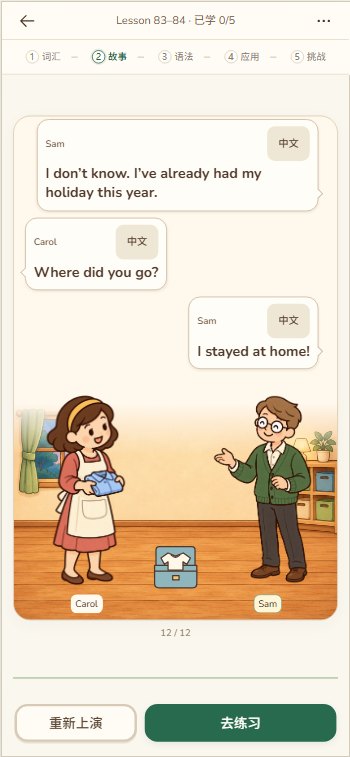 Lesson 83–84 · 已学 0/5
1 词汇 – 2 故事 – 3 语法 – 4 应用 – 5 挑战
Sam 中文
I don’t know. I’ve already had my
holiday this year.
Carol 中文
Where did you go?
Sam 中文
I stayed at home!
Carol Sam
12 / 12
重新上演 去练习